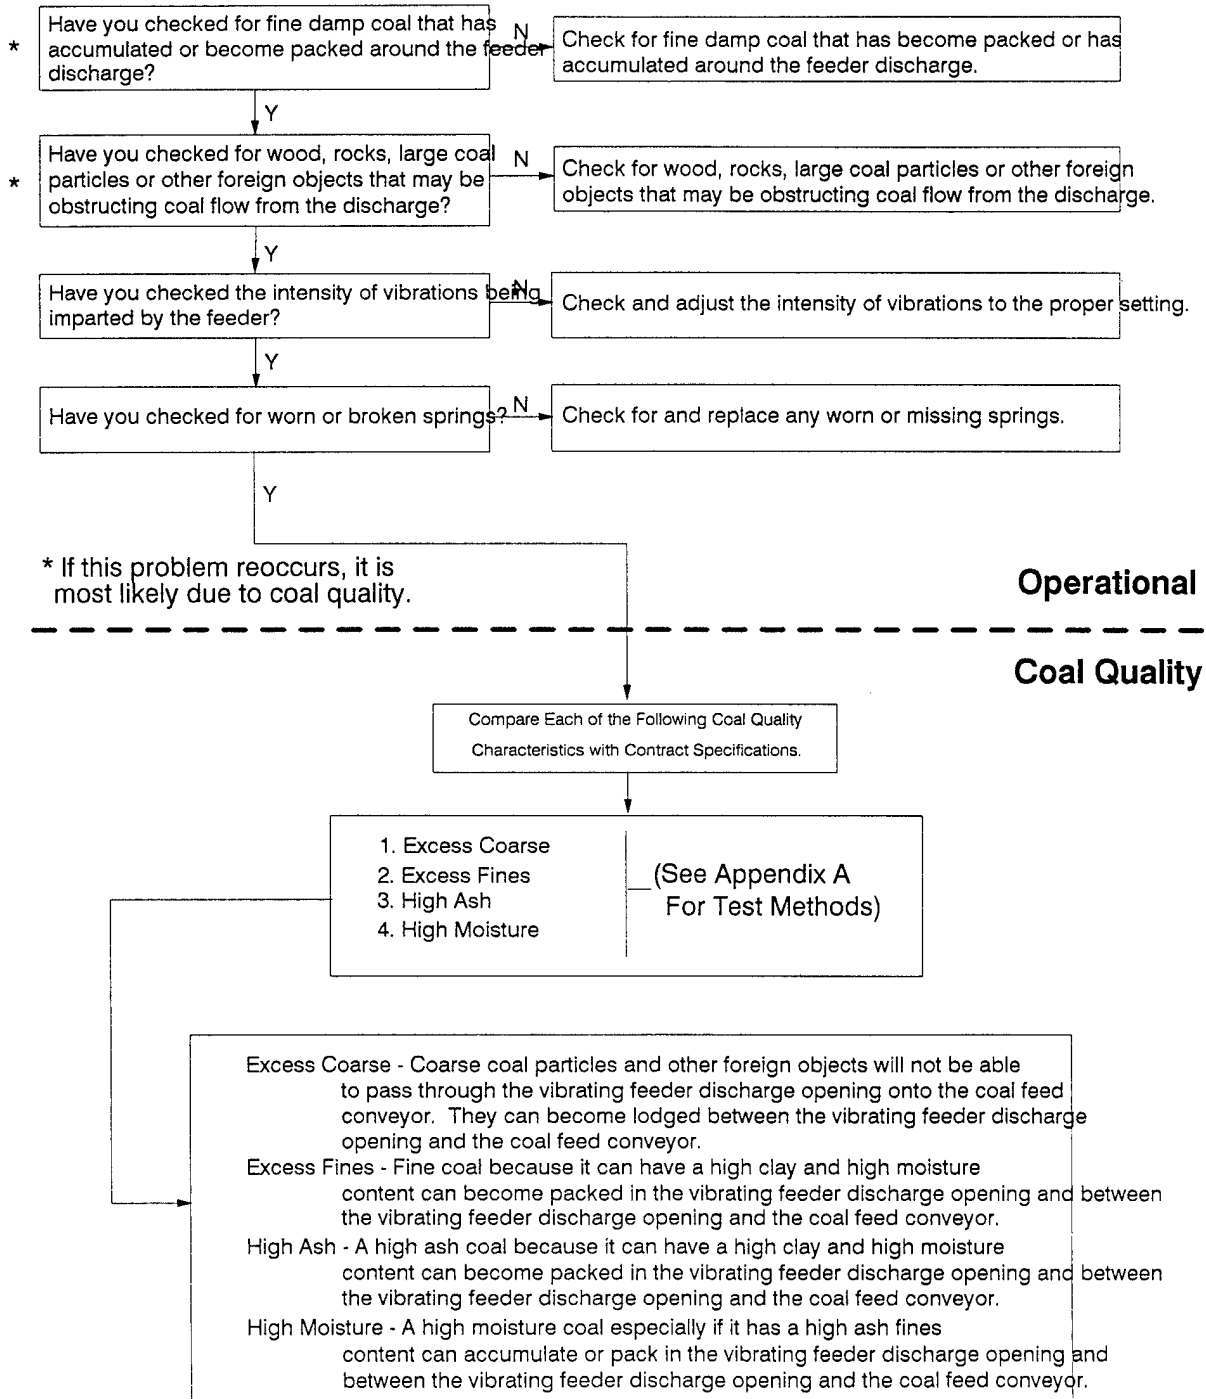 Have you checked for fine damp coal that has
* accumulated or become packed around the feeder
discharge?
N
Check for fine damp coal that has become packed or has
accumulated around the feeder discharge.
Y
Have you checked for wood, rocks, large coal
* particles or other foreign objects that may be
obstructing coal flow from the discharge?
N
Check for wood, rocks, large coal particles or other foreign
objects that may be obstructing coal flow from the discharge.
Y
Have you checked the intensity of vibrations being
imparted by the feeder?
N
Check and adjust the intensity of vibrations to the proper setting.
Y
Have you checked for worn or broken springs?
N
Check for and replace any worn or missing springs.
Y
* If this problem reoccurs, it is
most likely due to coal quality.
Operational
Coal Quality
Compare Each of the Following Coal Quality
Characteristics with Contract Specifications.
1. Excess Coarse
2. Excess Fines
3. High Ash
4. High Moisture
(See Appendix A
For Test Methods)
Excess Coarse - Coarse coal particles and other foreign objects will not be able
to pass through the vibrating feeder discharge opening onto the coal feed
conveyor. They can become lodged between the vibrating feeder discharge
opening and the coal feed conveyor.
Excess Fines - Fine coal because it can have a high clay and high moisture
content can become packed in the vibrating feeder discharge opening and between
the vibrating feeder discharge opening and the coal feed conveyor.
High Ash - A high ash coal because it can have a high clay and high moisture
content can become packed in the vibrating feeder discharge opening and between
the vibrating feeder discharge opening and the coal feed conveyor.
High Moisture - A high moisture coal especially if it has a high ash fines
content can accumulate or pack in the vibrating feeder discharge opening and
between the vibrating feeder discharge opening and the coal feed conveyor.